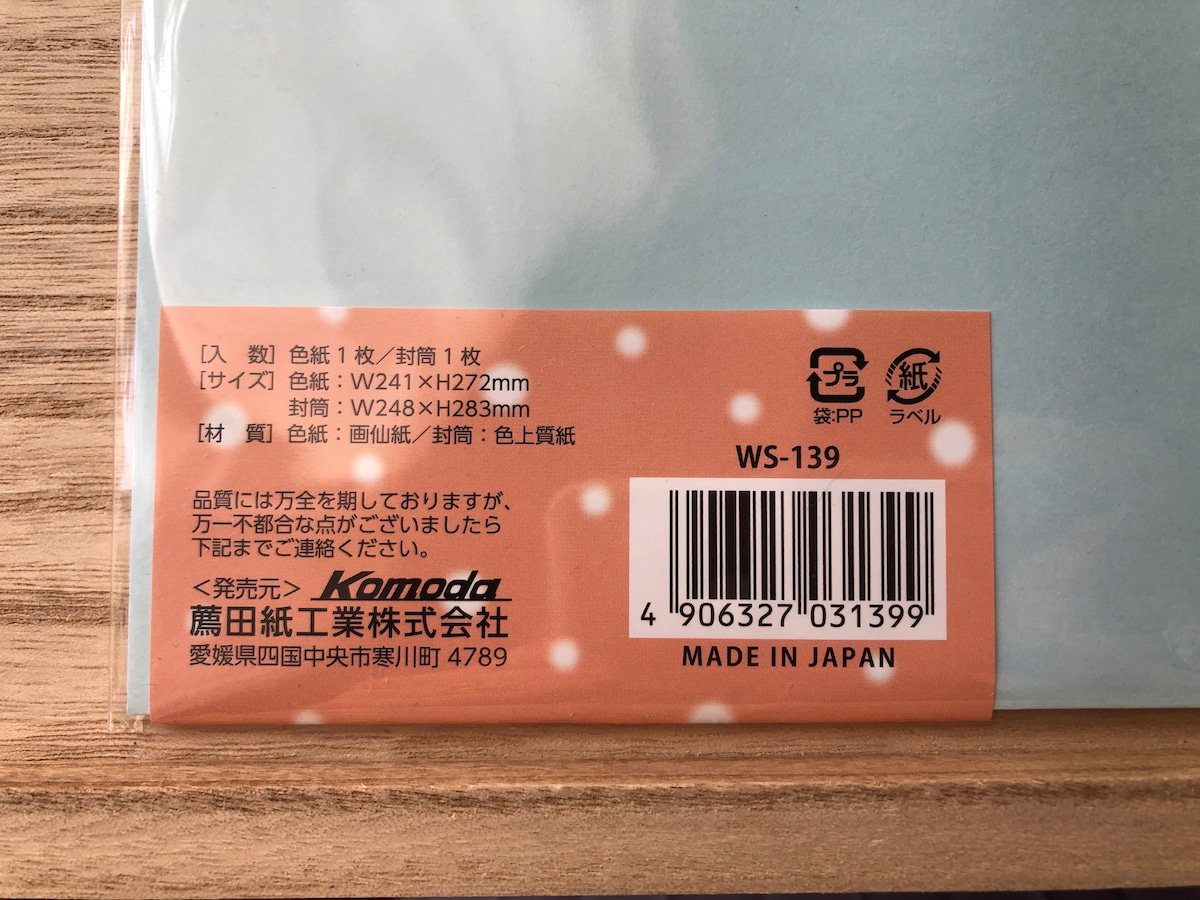 [入　数] 色紙1枚／封筒1枚
[サイズ] 色紙：W241×H272mm
封筒：W248×H283mm
[材　質] 色紙：画仙紙／封筒：色上質紙
品質には万全を期しておりますが、
万一不都合な点がございましたら
下記までご連絡ください。
＜発売元＞ Komoda
薦田紙工業株式会社
愛媛県四国中央市寒川町 4789
プラ
袋:PP
紙
ラベル
WS-139
4 906327 031399
MADE IN JAPAN